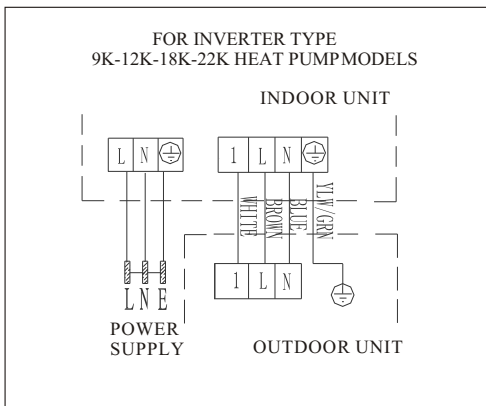 FOR INVERTER TYPE
9K-12K-18K-22K HEAT PUMPMODELS
INDOOR UNIT
L N
1 L N
WHITE
BROWN
BLUE
YLW/GRN
1 L N
L N E
POWER
SUPPLY
OUTDOOR UNIT